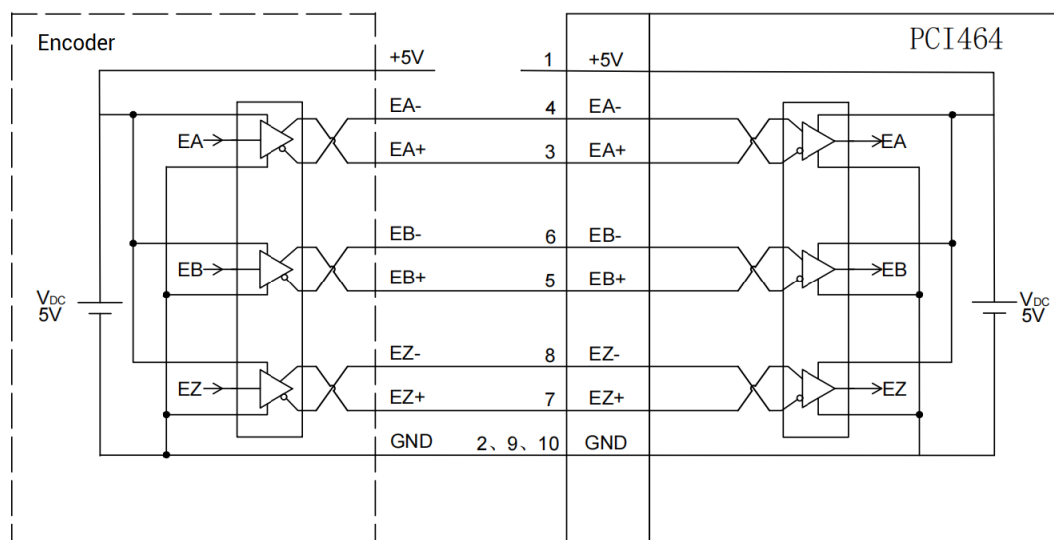 Encoder
PCI464
+5V 1 +5V
EA- 4 EA-
EA EA
EA+ 3 EA+
EB- 6 EB-
EB EB
EB+ 5 EB+
VDC VDC
5V 5V
EZ- 8 EZ-
EZ EZ
EZ+ 7 EZ+
GND 2、9、10 GND